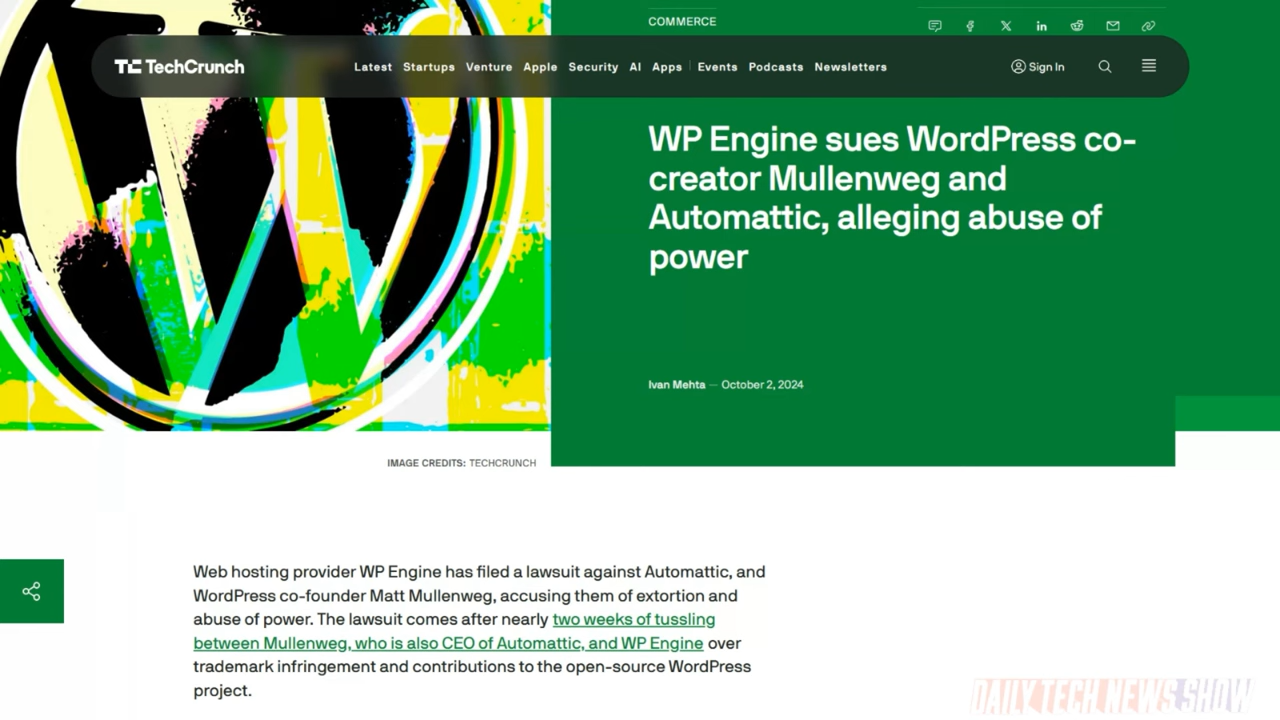 COMMERCE
TechCrunch
Latest Startups Venture Apple Security AI Apps Events Podcasts Newsletters
Sign In
WP Engine sues WordPress co-
creator Mullenweg and
Automattic, alleging abuse of
power
Ivan Mehta — October 2, 2024
IMAGE CREDITS: TECHCRUNCH
Web hosting provider WP Engine has filed a lawsuit against Automattic, and
WordPress co-founder Matt Mullenweg, accusing them of extortion and
abuse of power. The lawsuit comes after nearly two weeks of tussling
between Mullenweg, who is also CEO of Automattic, and WP Engine over
trademark infringement and contributions to the open-source WordPress
project.
DAILY TECH NEWS SHOW